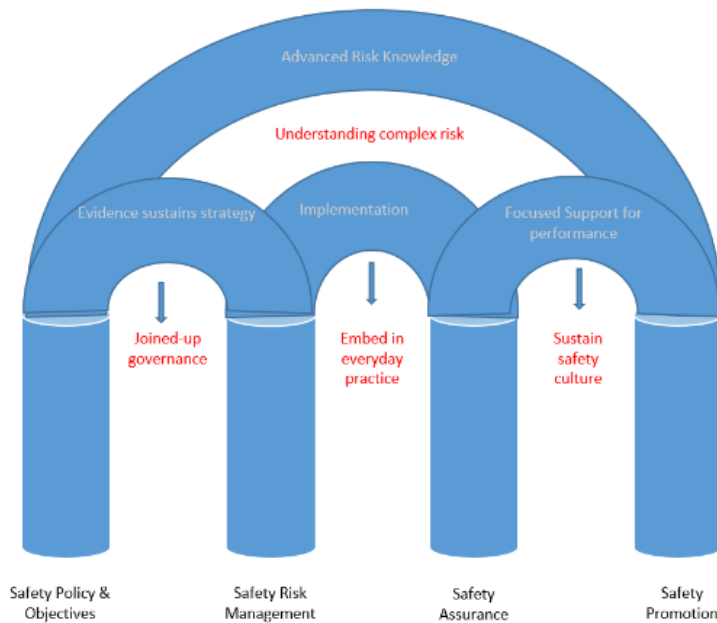 Advanced Risk Knowledge
Understanding complex risk
Evidence sustains strategy
Implementation
Focused Support for
performance
Joined-up
governance
Embed in
everyday
practice
Sustain
safety
culture
Safety Policy &
Objectives
Safety Risk
Management
Safety
Assurance
Safety
Promotion